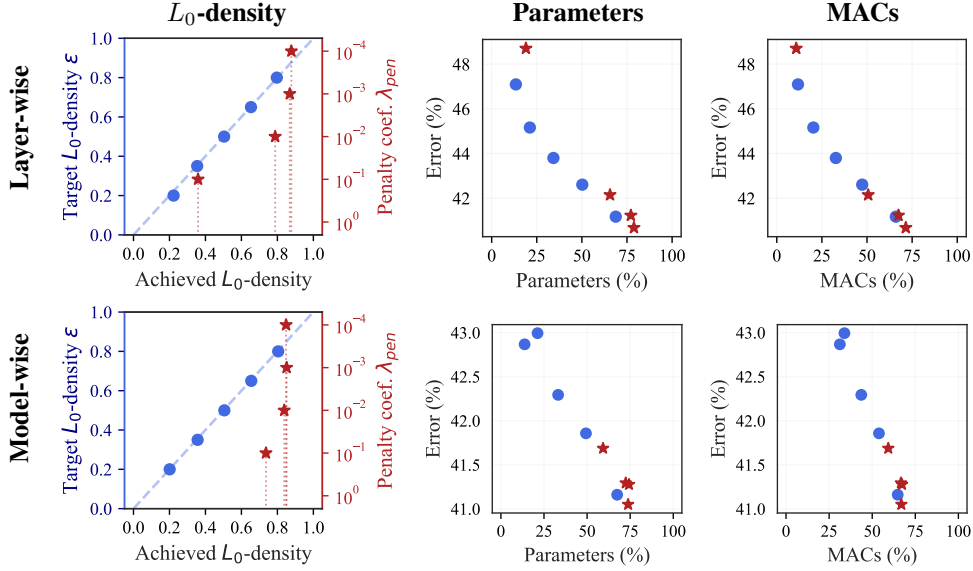 L₀-density
Parameters
MACs
Layer-wise
Target L₀-density ε
1.0
0.8
0.6
0.4
0.2
0.0
0.0 0.2 0.4 0.6 0.8 1.0
Achieved L₀-density
10⁻⁴
10⁻³
10⁻²
10⁻¹
10⁰
Penalty coef. λpen
Error (%)
48
46
44
42
0 25 50 75 100
Parameters (%)
Error (%)
48
46
44
42
0 25 50 75 100
MACs (%)
Model-wise
Target L₀-density ε
1.0
0.8
0.6
0.4
0.2
0.0
0.0 0.2 0.4 0.6 0.8 1.0
Achieved L₀-density
10⁻⁴
10⁻³
10⁻²
10⁻¹
10⁰
Penalty coef. λpen
Error (%)
43.0
42.5
42.0
41.5
41.0
0 25 50 75 100
Parameters (%)
Error (%)
43.0
42.5
42.0
41.5
41.0
0 25 50 75 100
MACs (%)